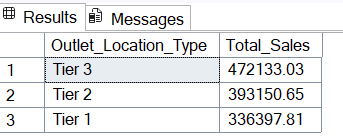 Results Messages
Outlet_Location_Type Total_Sales
1 Tier 3 472133.03
2 Tier 2 393150.65
3 Tier 1 336397.81